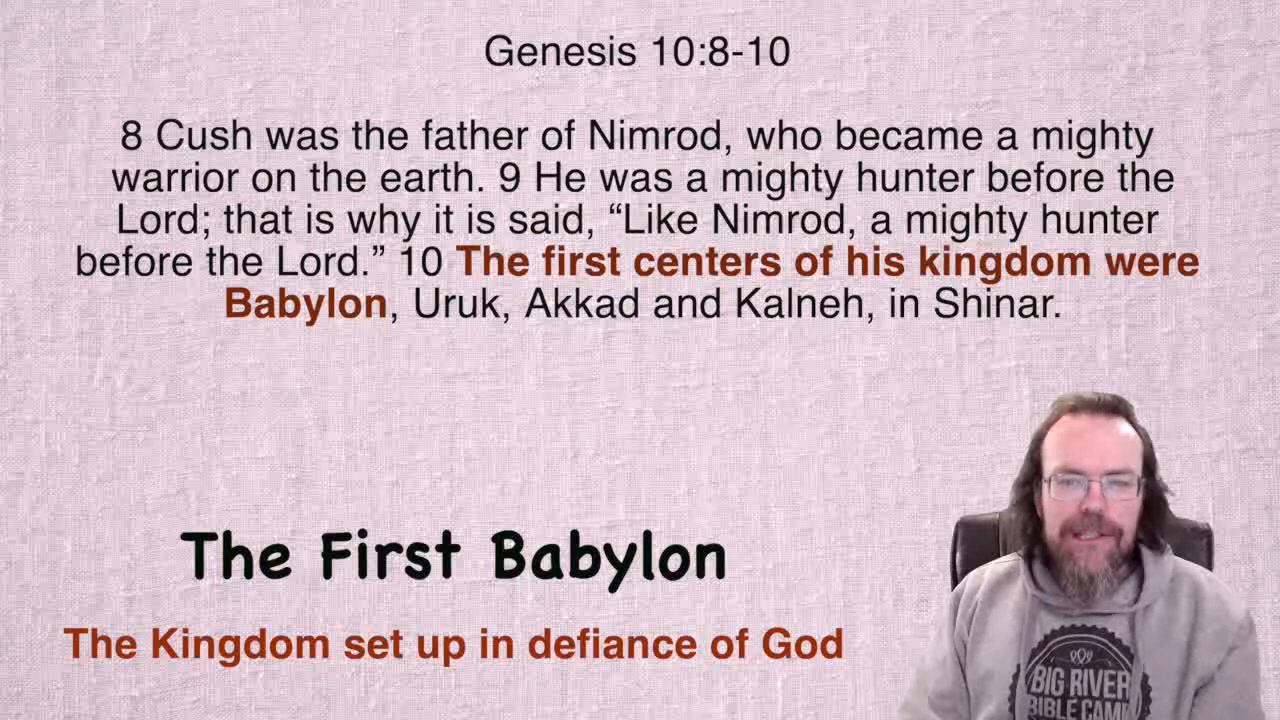 Genesis 10:8-10
8 Cush was the father of Nimrod, who became a mighty
warrior on the earth. 9 He was a mighty hunter before the
Lord; that is why it is said, “Like Nimrod, a mighty hunter
before the Lord.” 10 The first centers of his kingdom were
Babylon, Uruk, Akkad and Kalneh, in Shinar.
The First Babylon
The Kingdom set up in defiance of God
BIG RIVER
BIBLE CAMP